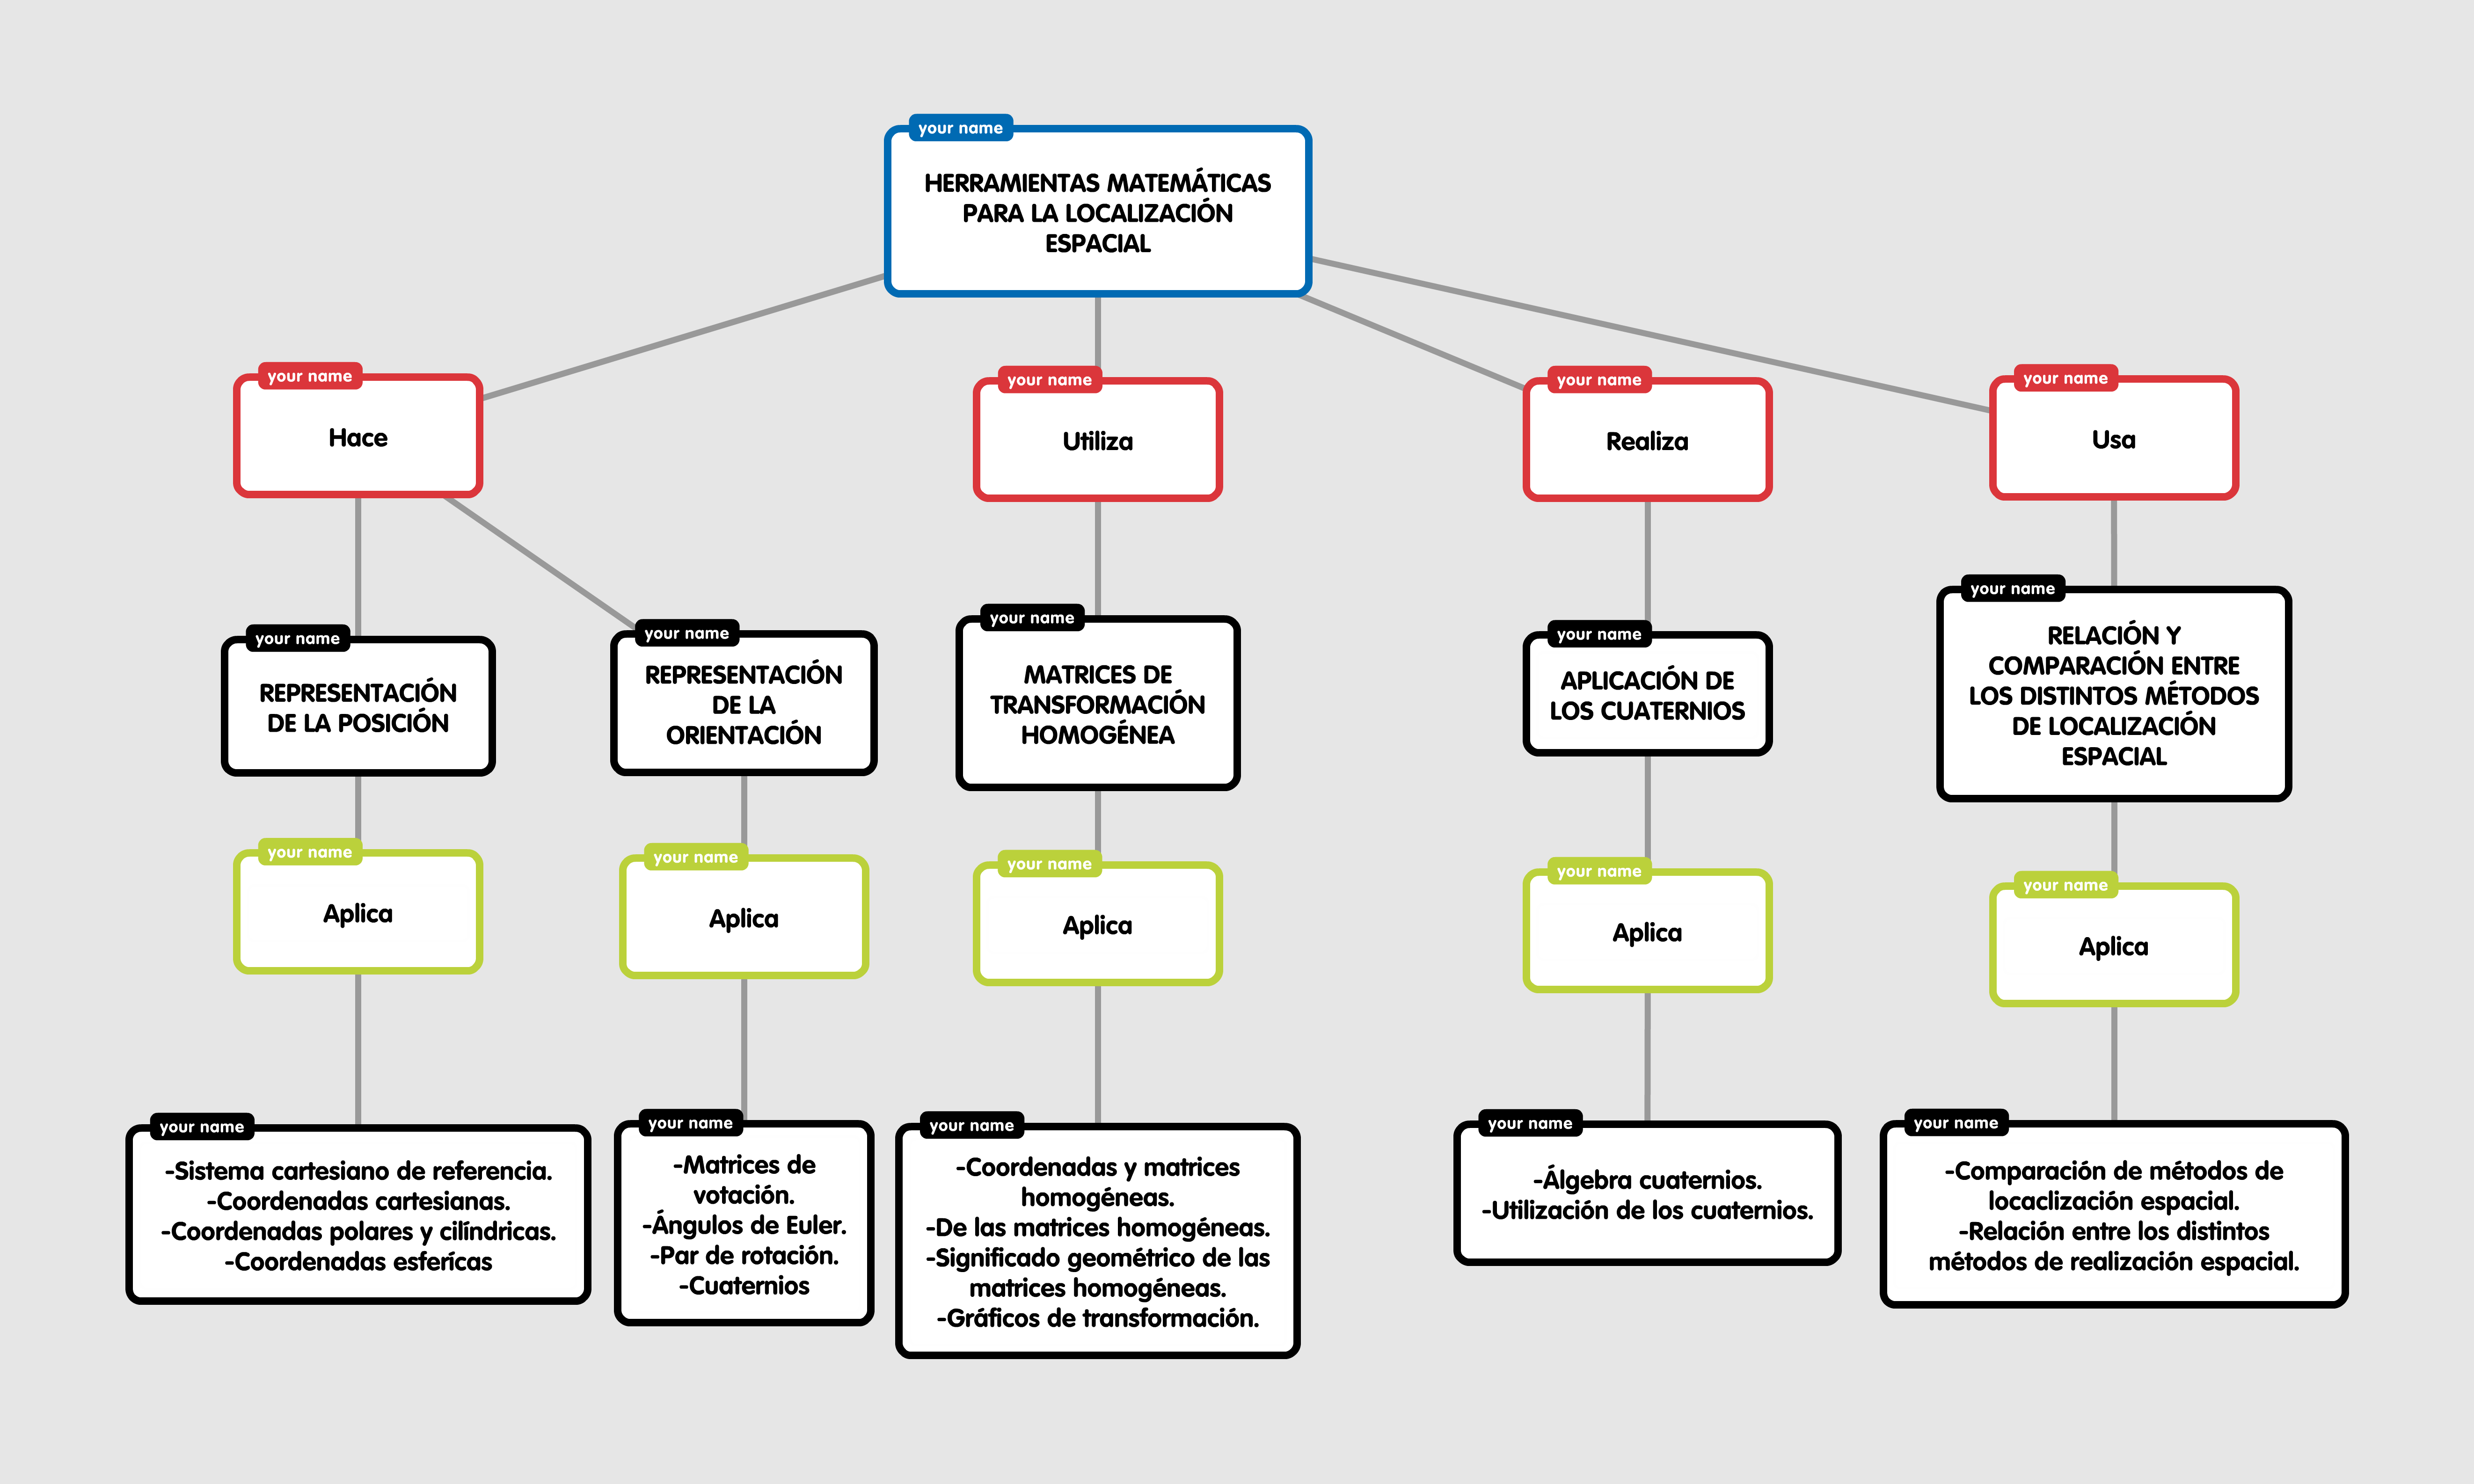 your name
HERRAMIENTAS MATEMÁTICAS
PARA LA LOCALIZACIÓN
ESPACIAL
your name
Hace
your name
Utiliza
your name
Realiza
your name
Usa
your name
REPRESENTACIÓN
DE LA POSICIÓN
your name
REPRESENTACIÓN
DE LA
ORIENTACIÓN
your name
MATRICES DE
TRANSFORMACIÓN
HOMOGÉNEA
your name
APLICACIÓN DE
LOS CUATERNIOS
your name
RELACIÓN Y
COMPARACIÓN ENTRE
LOS DISTINTOS MÉTODOS
DE LOCALIZACIÓN
ESPACIAL
your name
Aplica
your name
Aplica
your name
Aplica
your name
Aplica
your name
Aplica
your name
-Sistema cartesiano de referencia.
-Coordenadas cartesianas.
-Coordenadas polares y cilíndricas.
-Coordenadas esferícas
your name
-Matrices de
votación.
-Ángulos de Euler.
-Par de rotación.
-Cuaternios
your name
-Coordenadas y matrices
homogéneas.
-De las matrices homogéneas.
-Significado geométrico de las
matrices homogéneas.
-Gráficos de transformación.
your name
-Álgebra cuaternios.
-Utilización de los cuaternios.
your name
-Comparación de métodos de
locaclización espacial.
-Relación entre los distintos
métodos de realización espacial.